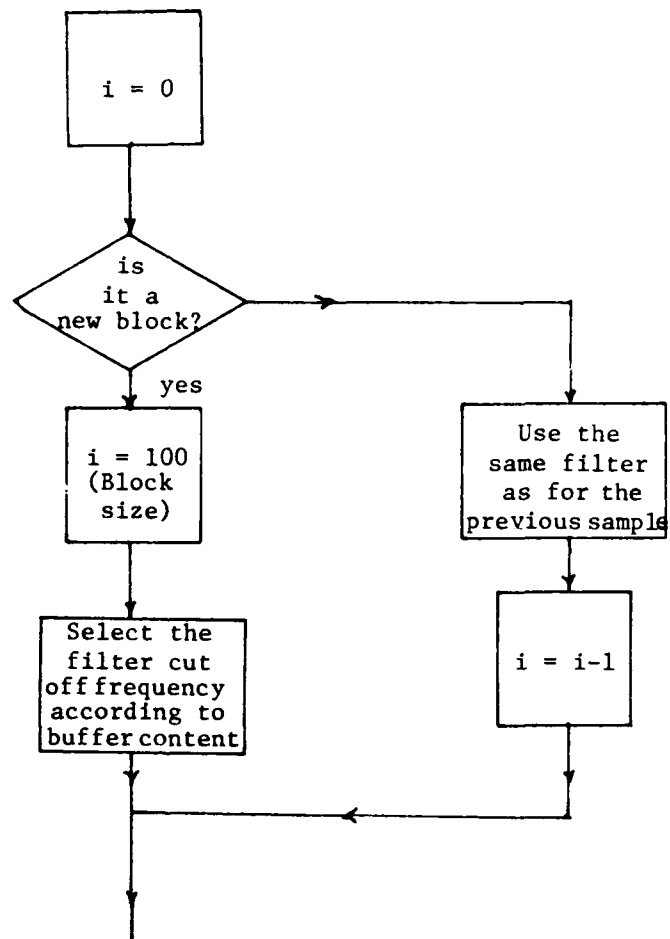 i = 0
is
it a
new block?
yes
i = 100
(Block
size)
Select the
filter cut
off frequency
according to
buffer content
Use the
same filter
as for the
previous sample
i = i-1